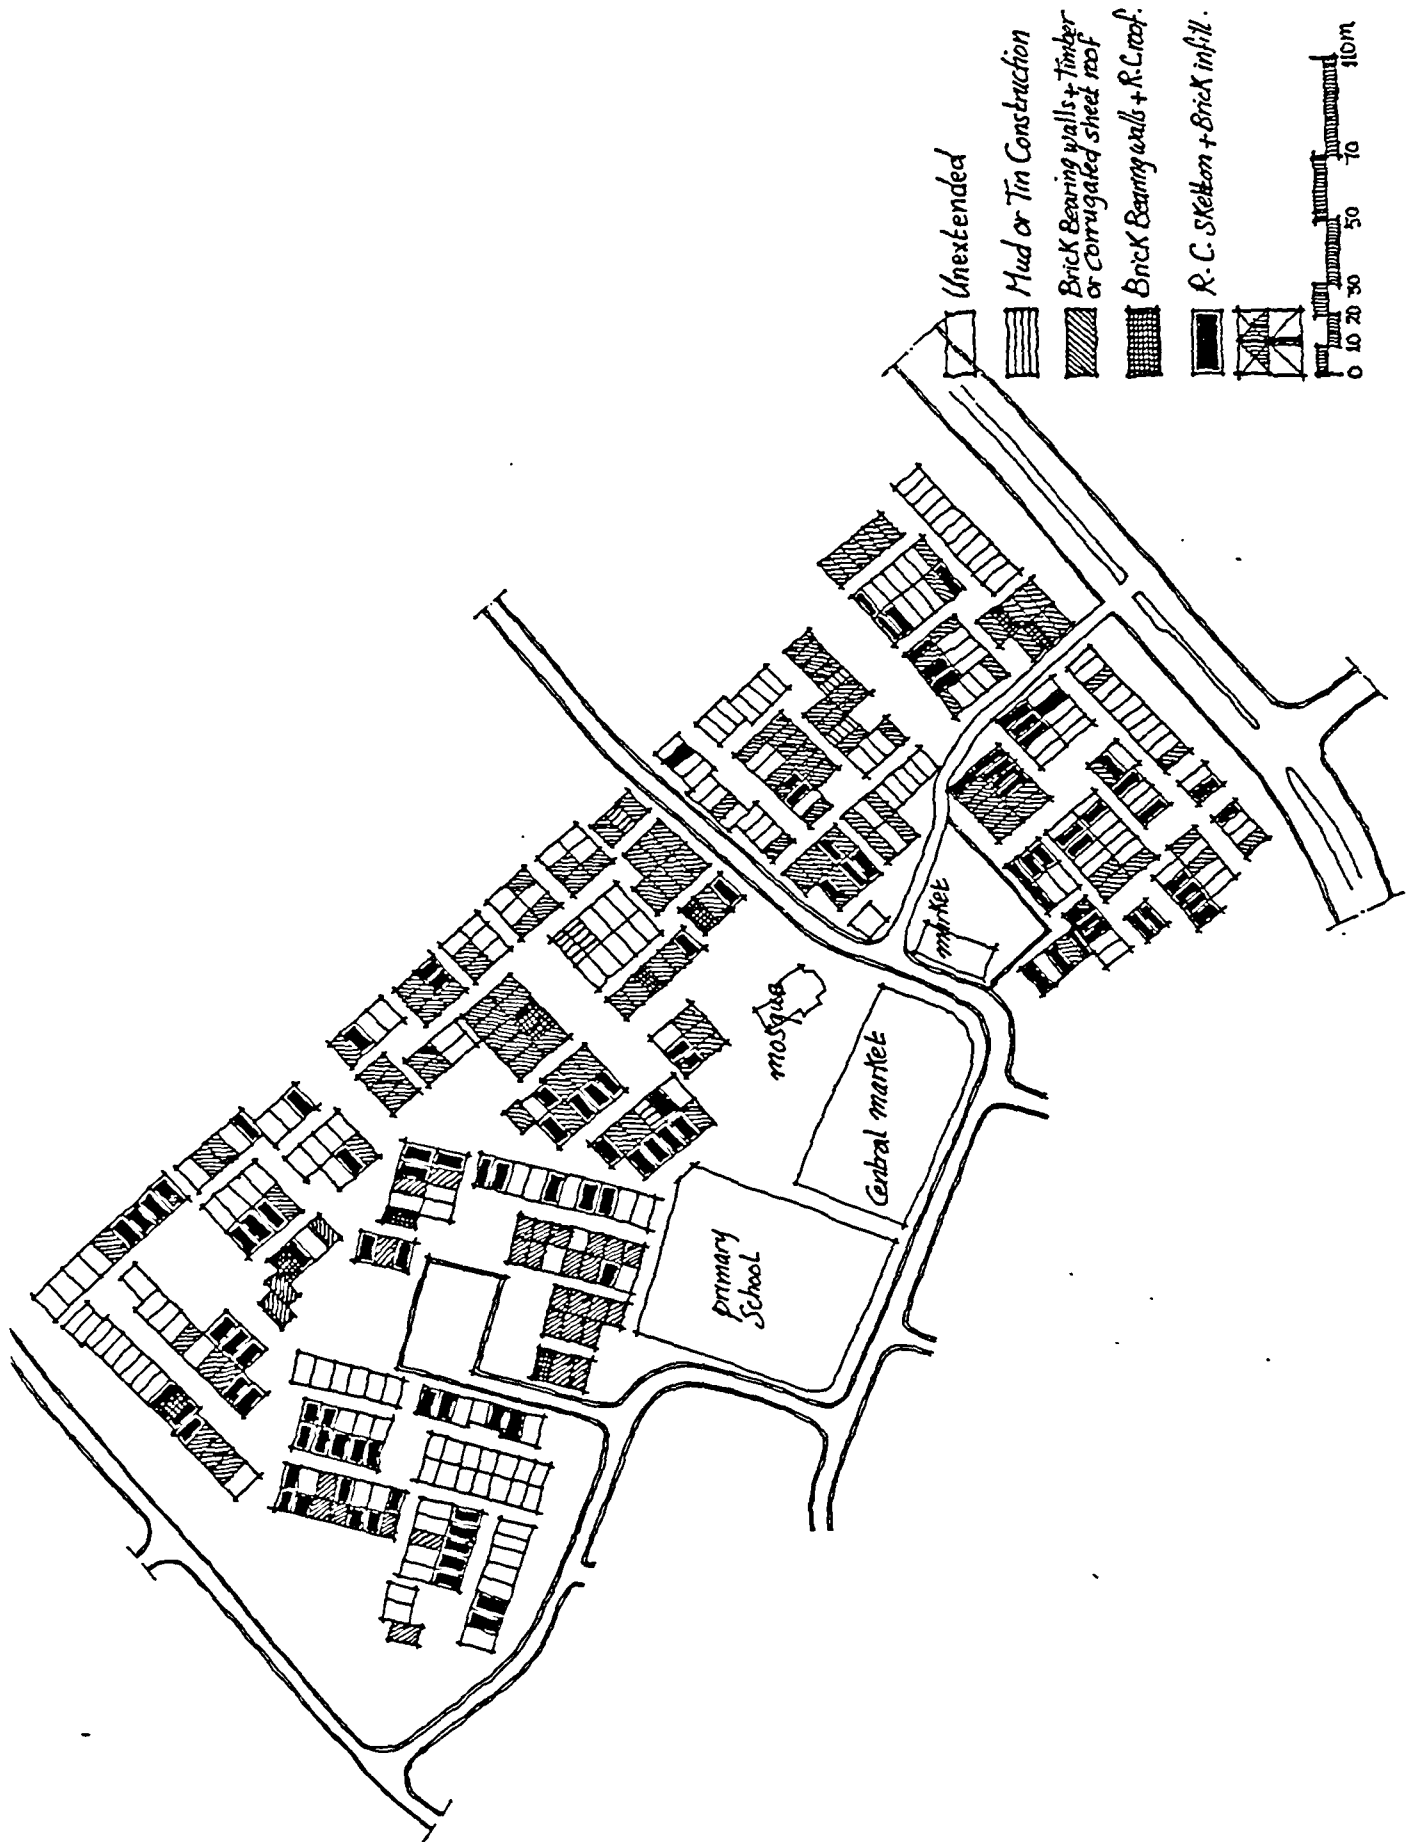 Unextended
Mud or Tin Construction
Brick Bearing walls + Timber
or corrugated sheet roof
Brick Bearing walls + R.C. roof.
R.C. Skelton + Brick infill.
0 10 20 30 50 70 110m
market
mosque
Central market
primary
School